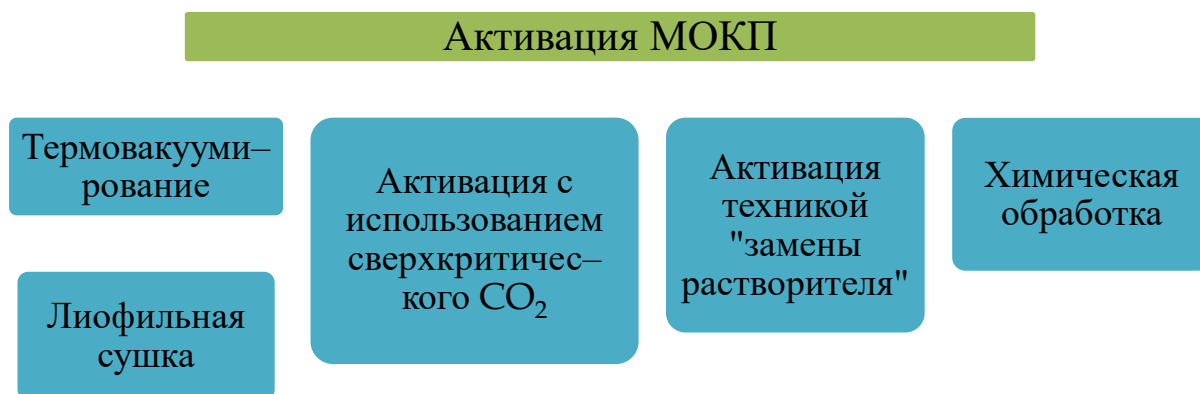 Активация МОКП
Термовакууми–
рование
Лиофильная
сушка
Активация с
использованием
сверхкритичес–
кого CO₂
Активация
техникой
"замены
растворителя"
Химическая
обработка